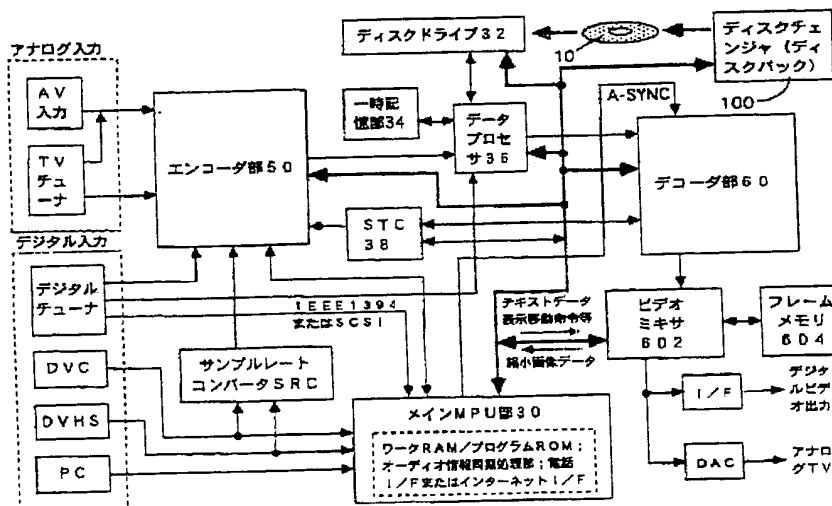 アナログ入力
AV
入力
TV
チュー
ナ
デジタル入力
デジタル
チューナ
DVC
DVHS
PC
エンコーダ部50
ディスクドライブ32
一時記
憶部34
データ
プロセ
サ36
STC
38
10
ディスクチェ
ンジャ(ディ
スクパック)
100
A-SYNC
デコーダ部60
IEEE1394
またはSCSI
サンプルレート
コンバータSRC
テキストデータ
表示移動命令等
縮小画像データ
ビデオ
ミキサ
602
フレーム
メモリ
604
メインMPU部30
ワークRAM/プログラムROM;
オーディオ情報同期処理部;電話
I/FまたはインターネットI/F
I/F
デジタ
ルビデ
オ出力
DAC
アナロ
グTV